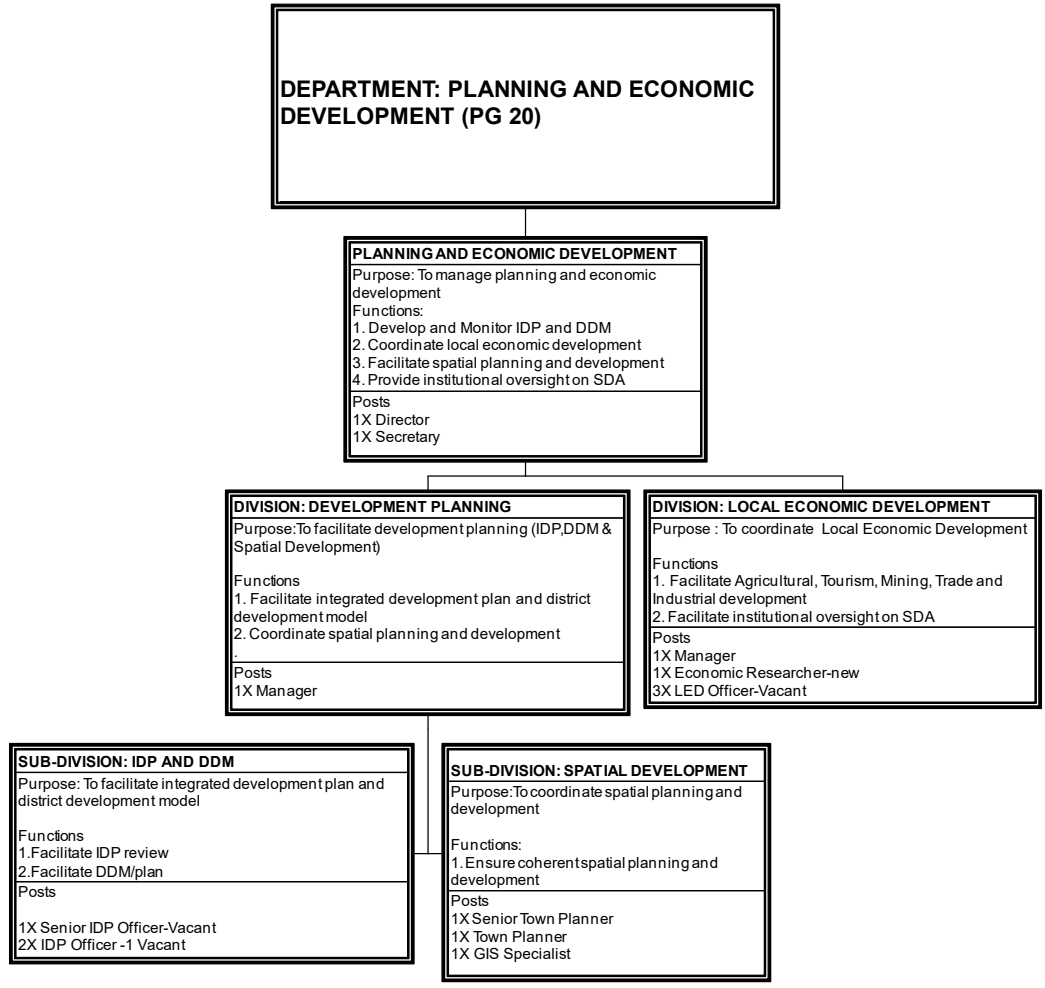 DEPARTMENT: PLANNING AND ECONOMIC
DEVELOPMENT (PG 20)
PLANNING AND ECONOMIC DEVELOPMENT
Purpose: To manage planning and economic
development
Functions:
1. Develop and Monitor IDP and DDM
2. Coordinate local economic development
3. Facilitate spatial planning and development
4. Provide institutional oversight on SDA
Posts
1X Director
1X Secretary
DIVISION: DEVELOPMENT PLANNING
Purpose:To facilitate development planning (IDP,DDM &
Spatial Development)
Functions
1. Facilitate integrated development plan and district
development model
2. Coordinate spatial planning and development
.
Posts
1X Manager
DIVISION: LOCAL ECONOMIC DEVELOPMENT
Purpose : To coordinate Local Economic Development
Functions
1. Facilitate Agricultural, Tourism, Mining, Trade and
Industrial development
2. Facilitate institutional oversight on SDA
Posts
1X Manager
1X Economic Researcher-new
3X LED Officer-Vacant
SUB-DIVISION: IDP AND DDM
Purpose: To facilitate integrated development plan and
district development model
Functions
1.Facilitate IDP review
2.Facilitate DDM/plan
Posts
1X Senior IDP Officer-Vacant
2X IDP Officer -1 Vacant
SUB-DIVISION: SPATIAL DEVELOPMENT
Purpose:To coordinate spatial planning and
development
Functions:
1. Ensure coherent spatial planning and
development
Posts
1X Senior Town Planner
1X Town Planner
1X GIS Specialist